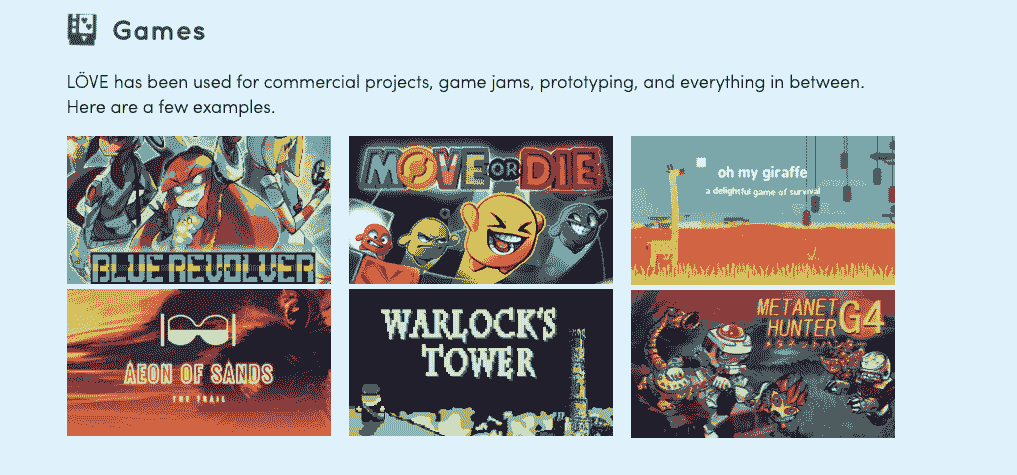 Games
LÖVE has been used for commercial projects, game jams, prototyping, and everything in between.
Here are a few examples.
BLUE REVOLVER
MOVE OR DIE
oh my giraffe
a delightful game of survival
AEON OF SANDS
THE TRAIL
WARLOCK'S
TOWER
METANET
HUNTER G4